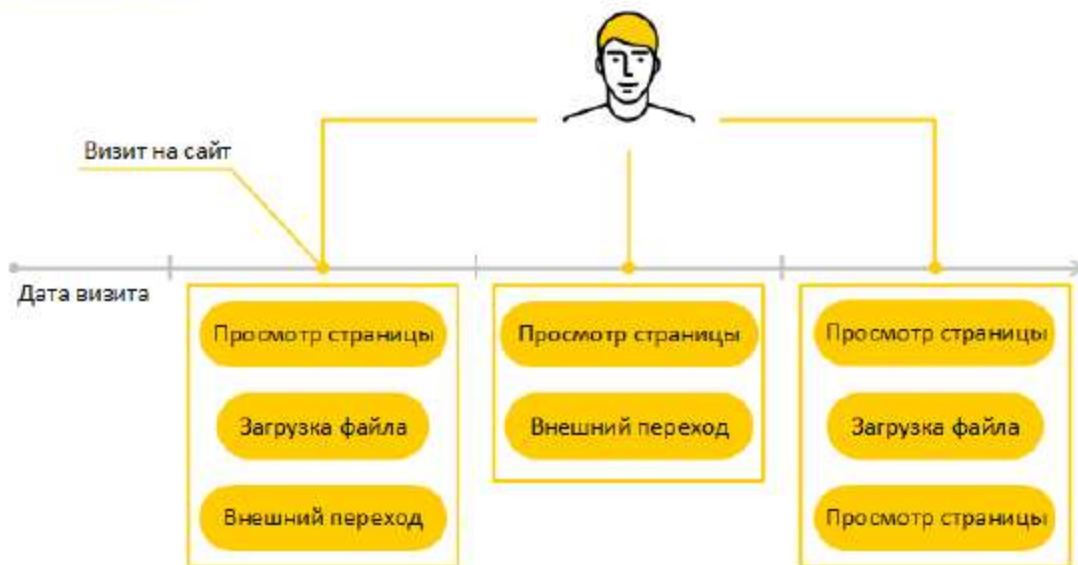 Визит на сайт
Дата визита
Просмотр страницы
Загрузка файла
Внешний переход
Просмотр страницы
Внешний переход
Просмотр страницы
Загрузка файла
Просмотр страницы